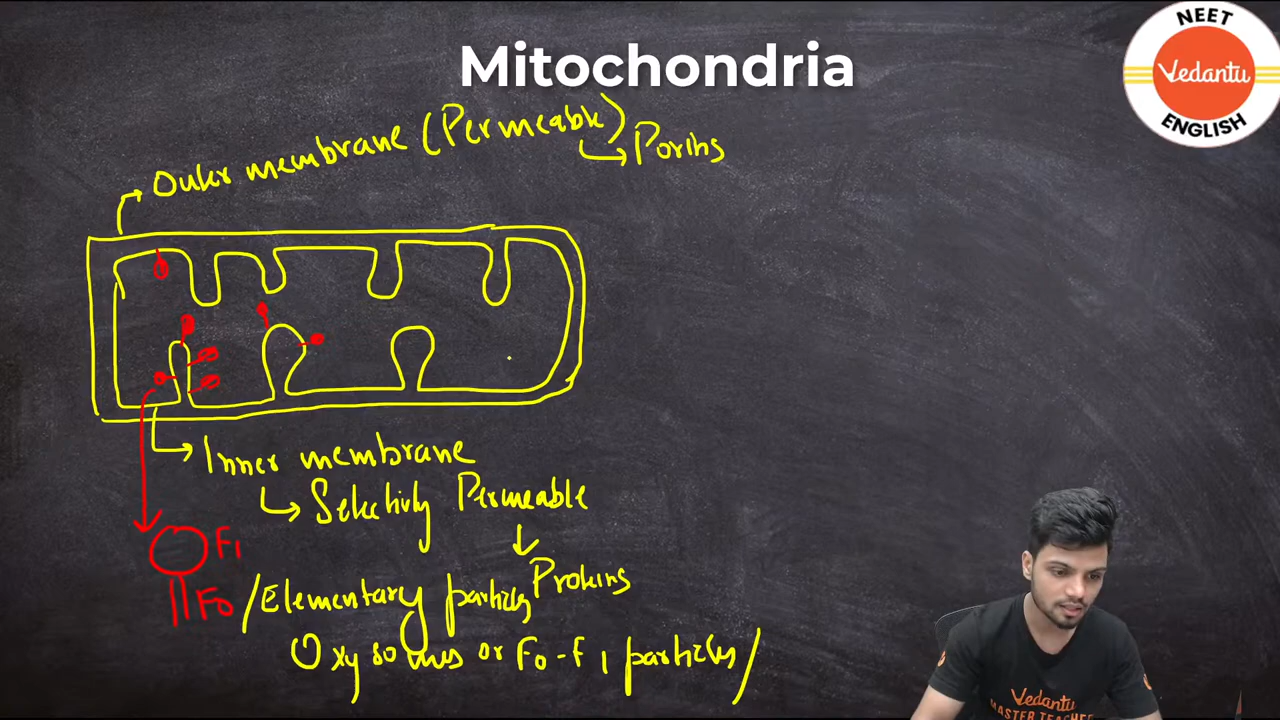 Mitochondria
NEET
Vedantu
ENGLISH
Outer membrane (Permeable)
Porins
Inner membrane
Selectively Permeable
Proteins
F1
F0
/Elementary particles
Oxysomes or F0-F1 particles/
Vedantu
MASTER TEACHER